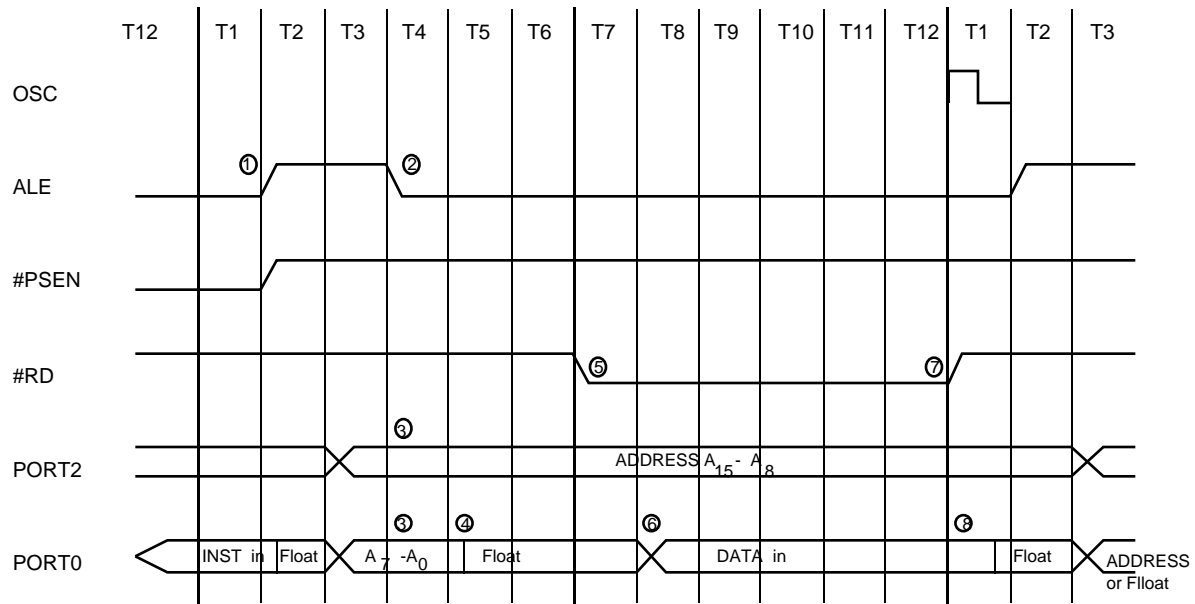 T12 T1 T2 T3 T4 T5 T6 T7 T8 T9 T10 T11 T12 T1 T2 T3
OSC
① ②
ALE
#PSEN
#RD ⑤ ⑦
③
PORT2 ADDRESS A15- A8
③ ④ ⑥ ⑧
PORT0 INST in Float A7 -A0 Float DATA in Float ADDRESS
or Flloat